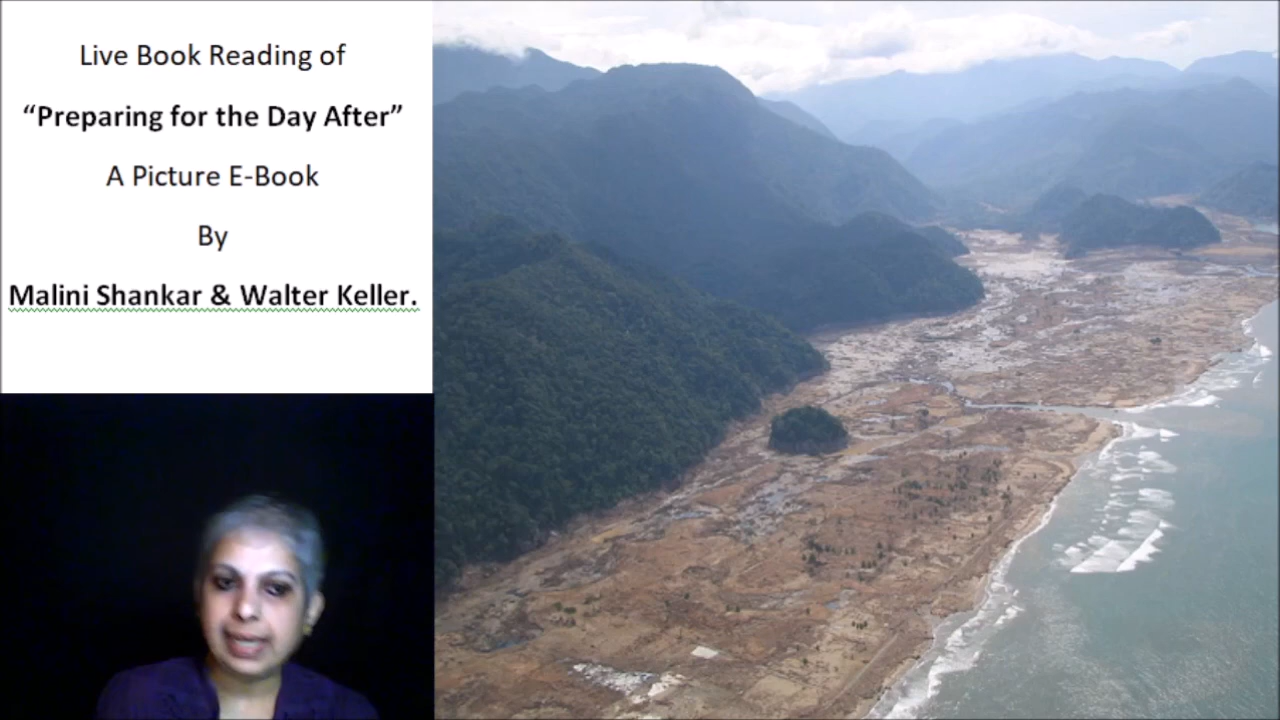 Live Book Reading of
“Preparing for the Day After”
A Picture E-Book
By
Malini Shankar & Walter Keller.